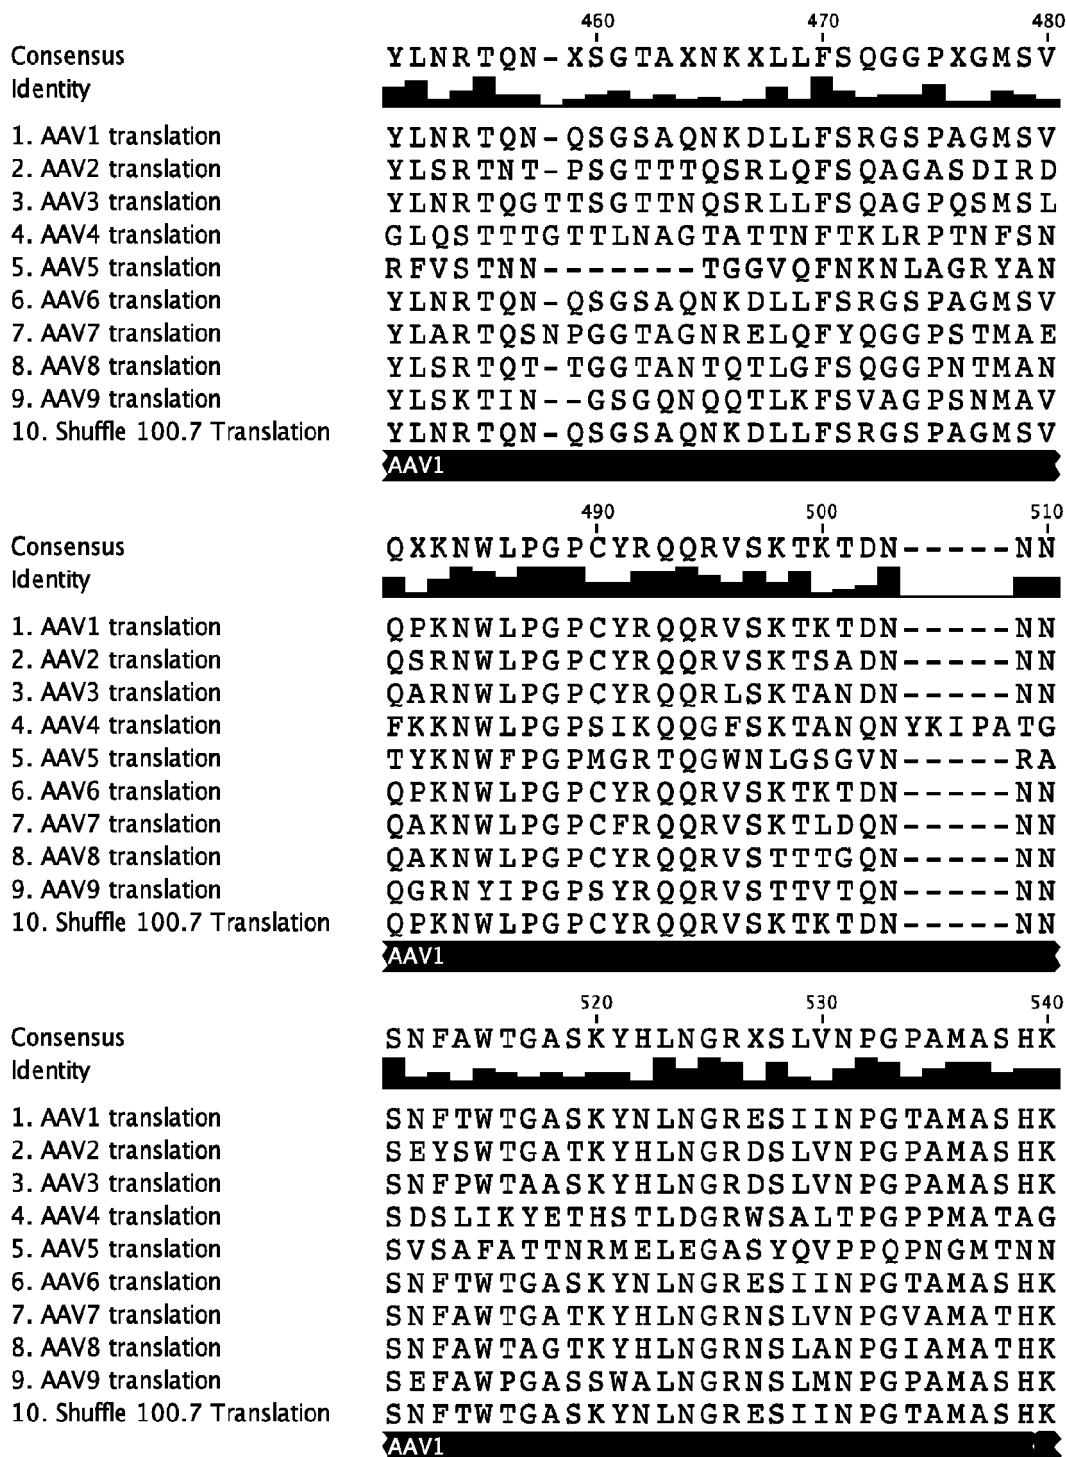 460 470 480
Consensus YLNRTQN-XSGTAXNKXLLFSQGGPXGMSV
Identity
1. AAV1 translation YLNRTQN-QSGSAQNKDLLFSRGSPAGMSV
2. AAV2 translation YLSRTNT-PSGTTTQSRLQFSQAGASDIRD
3. AAV3 translation YLNRTQGTTSGTTNQSRLLFSQAGPQSMSL
4. AAV4 translation GLQSTTTGTTLNAGTATTNFTKLRPTNFSN
5. AAV5 translation RFVSTNN-------TGGVQFNKNLAGRYAN
6. AAV6 translation YLNRTQN-QSGSAQNKDLLFSRGSPAGMSV
7. AAV7 translation YLARTQSNPGGTAGNRELQFYQGGPSTMAE
8. AAV8 translation YLSRTQT-TGGTANTQTLGFSQGGPNTMAN
9. AAV9 translation YLSKTIN--GSGQNQQTLKFSVAGPSNMAV
10. Shuffle 100.7 Translation YLNRTQN-QSGSAQNKDLLFSRGSPAGMSV
AAV1
490 500 510
Consensus QXKNWLPGPCYRQQRVSKTKTDN-----NN
Identity
1. AAV1 translation QPKNWLPGPCYRQQRVSKTKTDN-----NN
2. AAV2 translation QSRNWLPGPCYRQQRVSKTSADN-----NN
3. AAV3 translation QARNWLPGPCYRQQRLSKTANDN-----NN
4. AAV4 translation FKKNWLPGPSIKQQGFSKTANQNYKIPATG
5. AAV5 translation TYKNWFPGPMGRTQGWNLGSGVN-----RA
6. AAV6 translation QPKNWLPGPCYRQQRVSKTKTDN-----NN
7. AAV7 translation QAKNWLPGPCFRQQRVSKTLDQN-----NN
8. AAV8 translation QAKNWLPGPCYRQQRVSTTTGQN-----NN
9. AAV9 translation QGRNYIPGPSYRQQRVSTTVTQN-----NN
10. Shuffle 100.7 Translation QPKNWLPGPCYRQQRVSKTKTDN-----NN
AAV1
520 530 540
Consensus SNFAWTGASKYHLNGRXSLVNPGPAMASHK
Identity
1. AAV1 translation SNFTWTGASKYNLNGRESIINPGTAMASHK
2. AAV2 translation SEYSWTGATKYHLNGRDSLVNPGPAMASHK
3. AAV3 translation SNFPWTAASKYHLNGRDSLVNPGPAMASHK
4. AAV4 translation SDSLIKYETHSTLDGRWSALTPGPPMATAG
5. AAV5 translation SVSAFATTNRMELEGASYQVPPQPNGMTNN
6. AAV6 translation SNFTWTGASKYNLNGRESIINPGTAMASHK
7. AAV7 translation SNFAWTGATKYHLNGRNSLVNPGVAMATHK
8. AAV8 translation SNFAWTAGTKYHLNGRNSLANPGIAMATHK
9. AAV9 translation SEFAWPGASSWALNGRNSLMNPGPAMASHK
10. Shuffle 100.7 Translation SNFTWTGASKYNLNGRESIINPGTAMASHK
AAV1